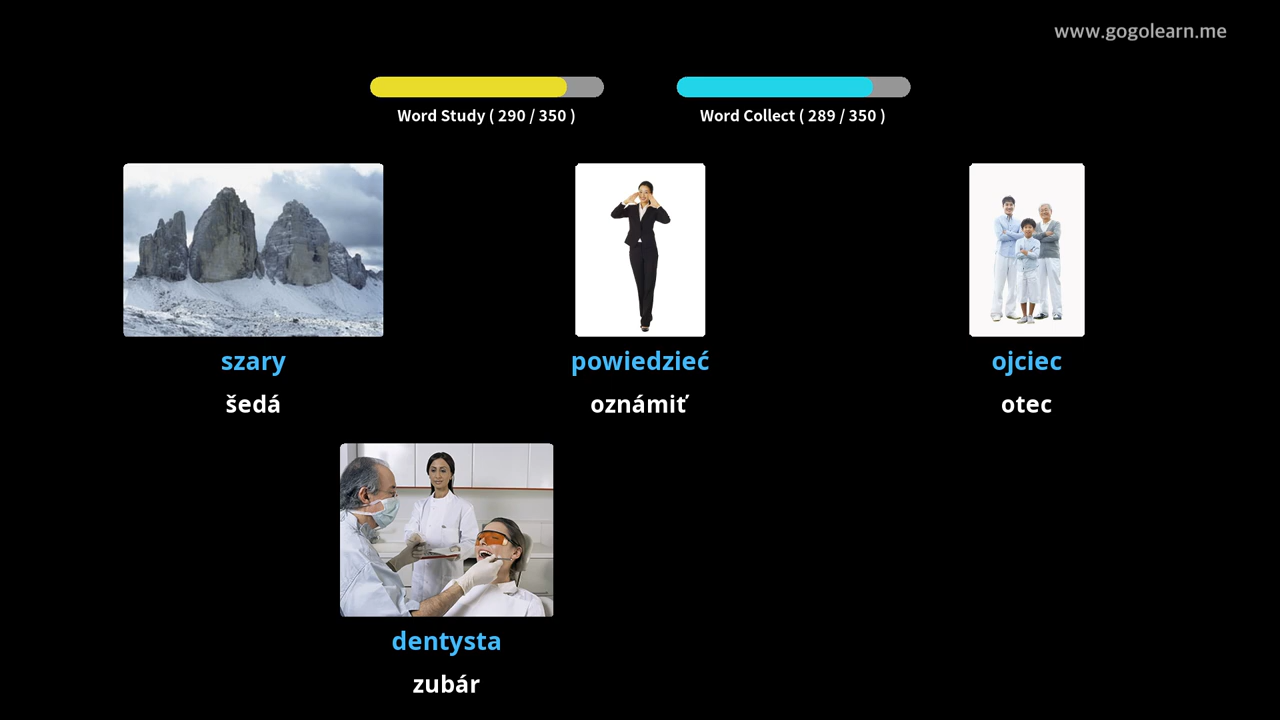 www.gogolearn.me
Word Study ( 290 / 350 )
Word Collect ( 289 / 350 )
szary
powiedzieć
ojciec
šedá
oznámiť
otec
dentysta
zubár